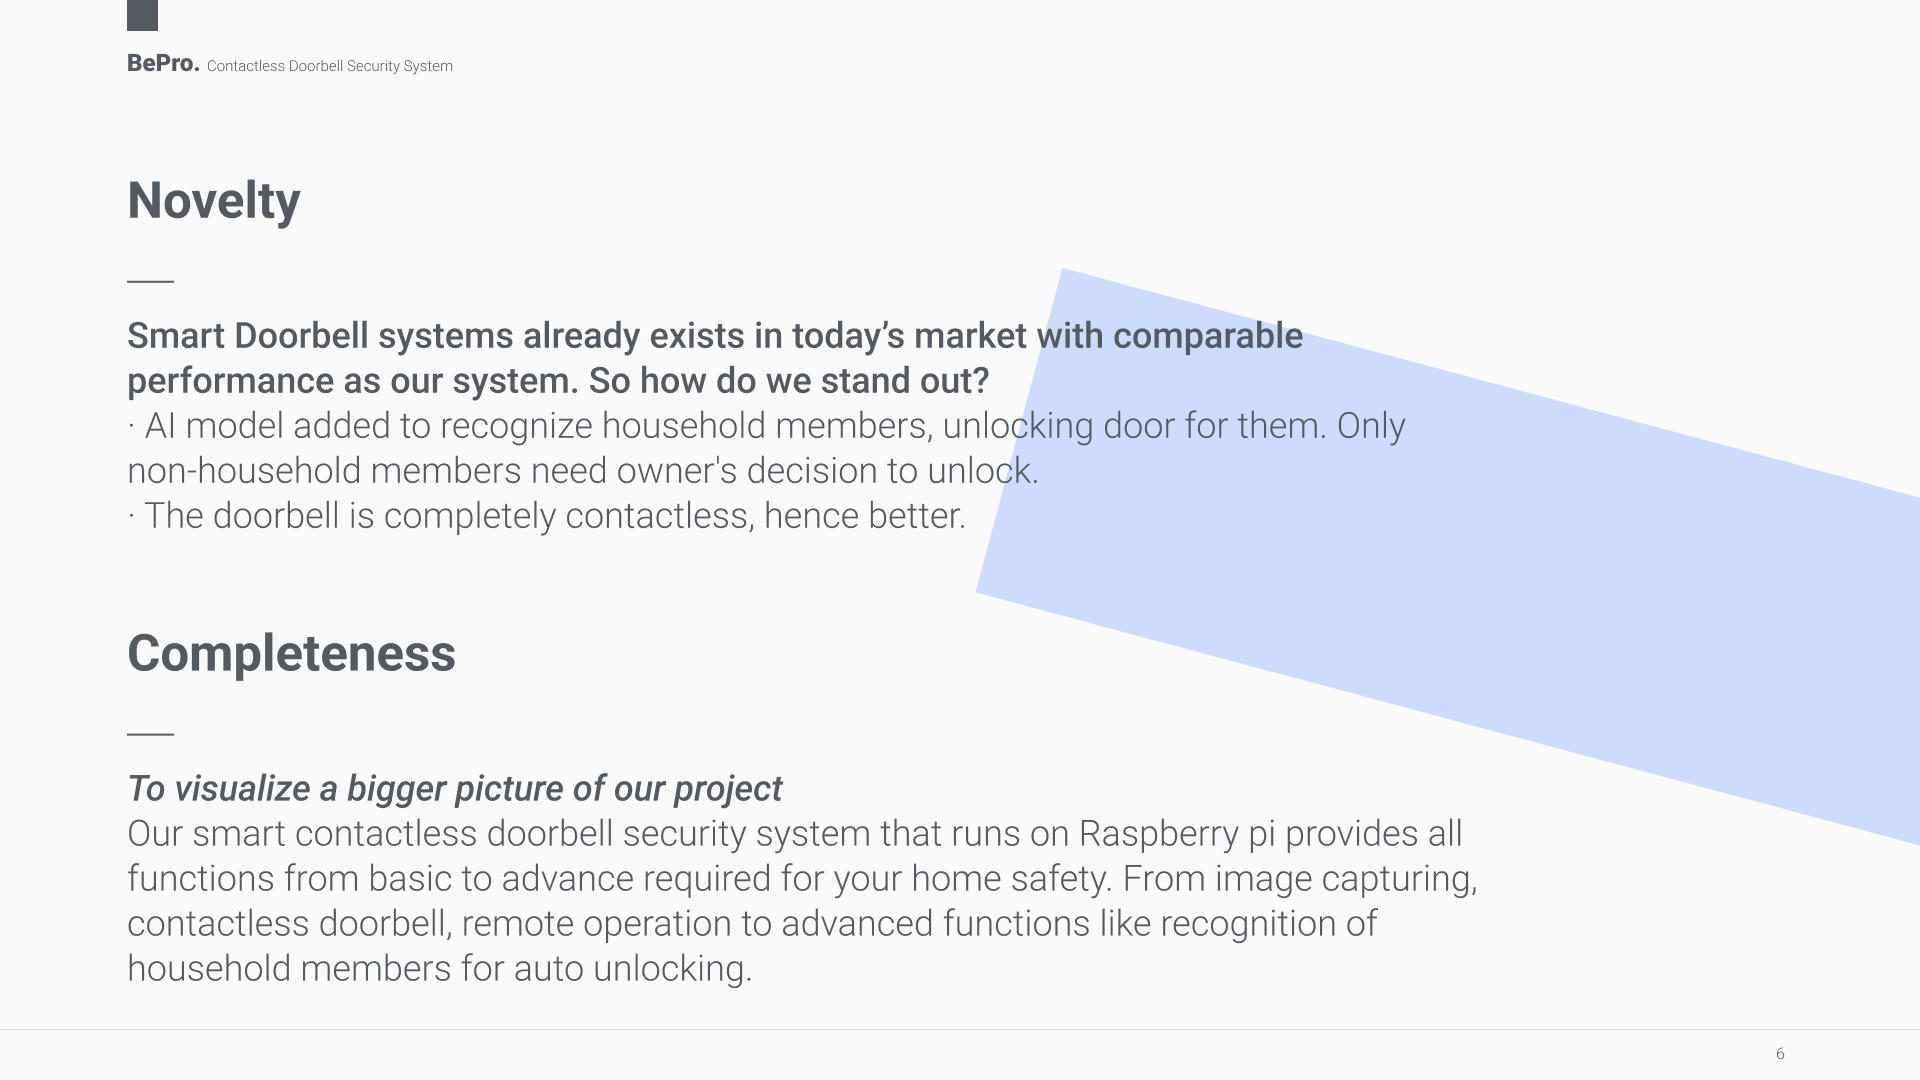 BePro. Contactless Doorbell Security System
Novelty
Smart Doorbell systems already exists in today’s market with comparable
performance as our system. So how do we stand out?
· AI model added to recognize household members, unlocking door for them. Only
non-household members need owner's decision to unlock.
· The doorbell is completely contactless, hence better.
Completeness
To visualize a bigger picture of our project
Our smart contactless doorbell security system that runs on Raspberry pi provides all
functions from basic to advance required for your home safety. From image capturing,
contactless doorbell, remote operation to advanced functions like recognition of
household members for auto unlocking.
6